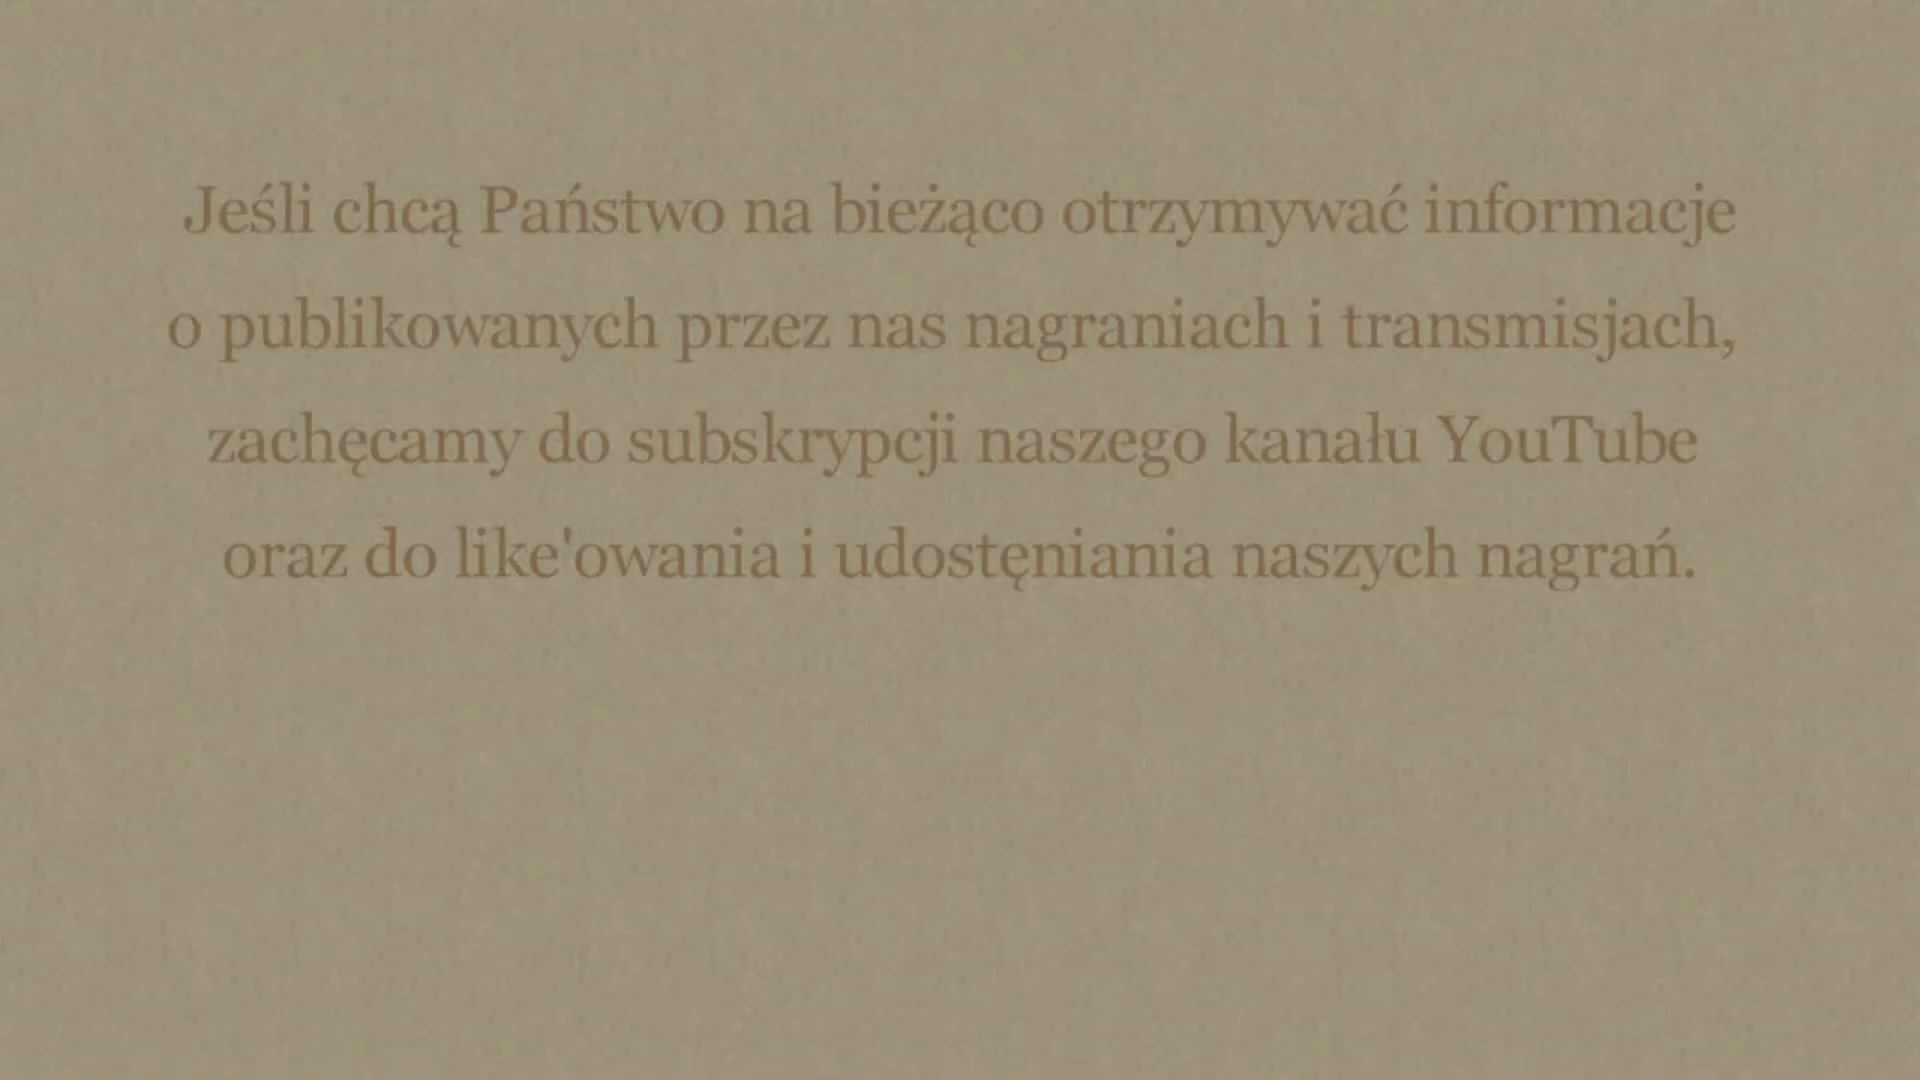 Jeśli chcą Państwo na bieżąco otrzymywać informacje
o publikowanych przez nas nagraniach i transmisjach,
zachęcamy do subskrypcji naszego kanału YouTube
oraz do like'owania i udostęniania naszych nagrań.